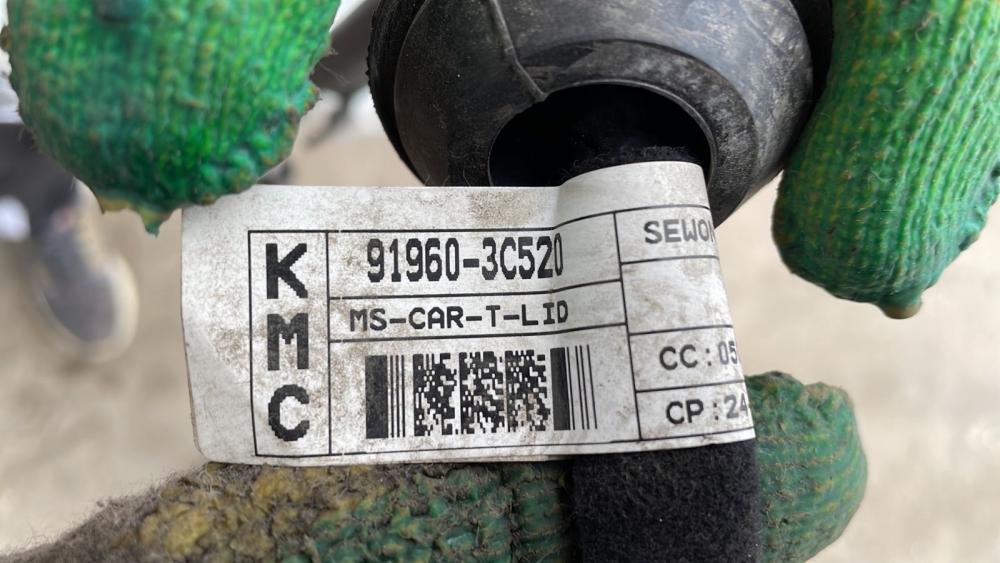 KMC
91960-3C520
MS-CAR-T-LID
SEWON
CC : 05
CP : 24